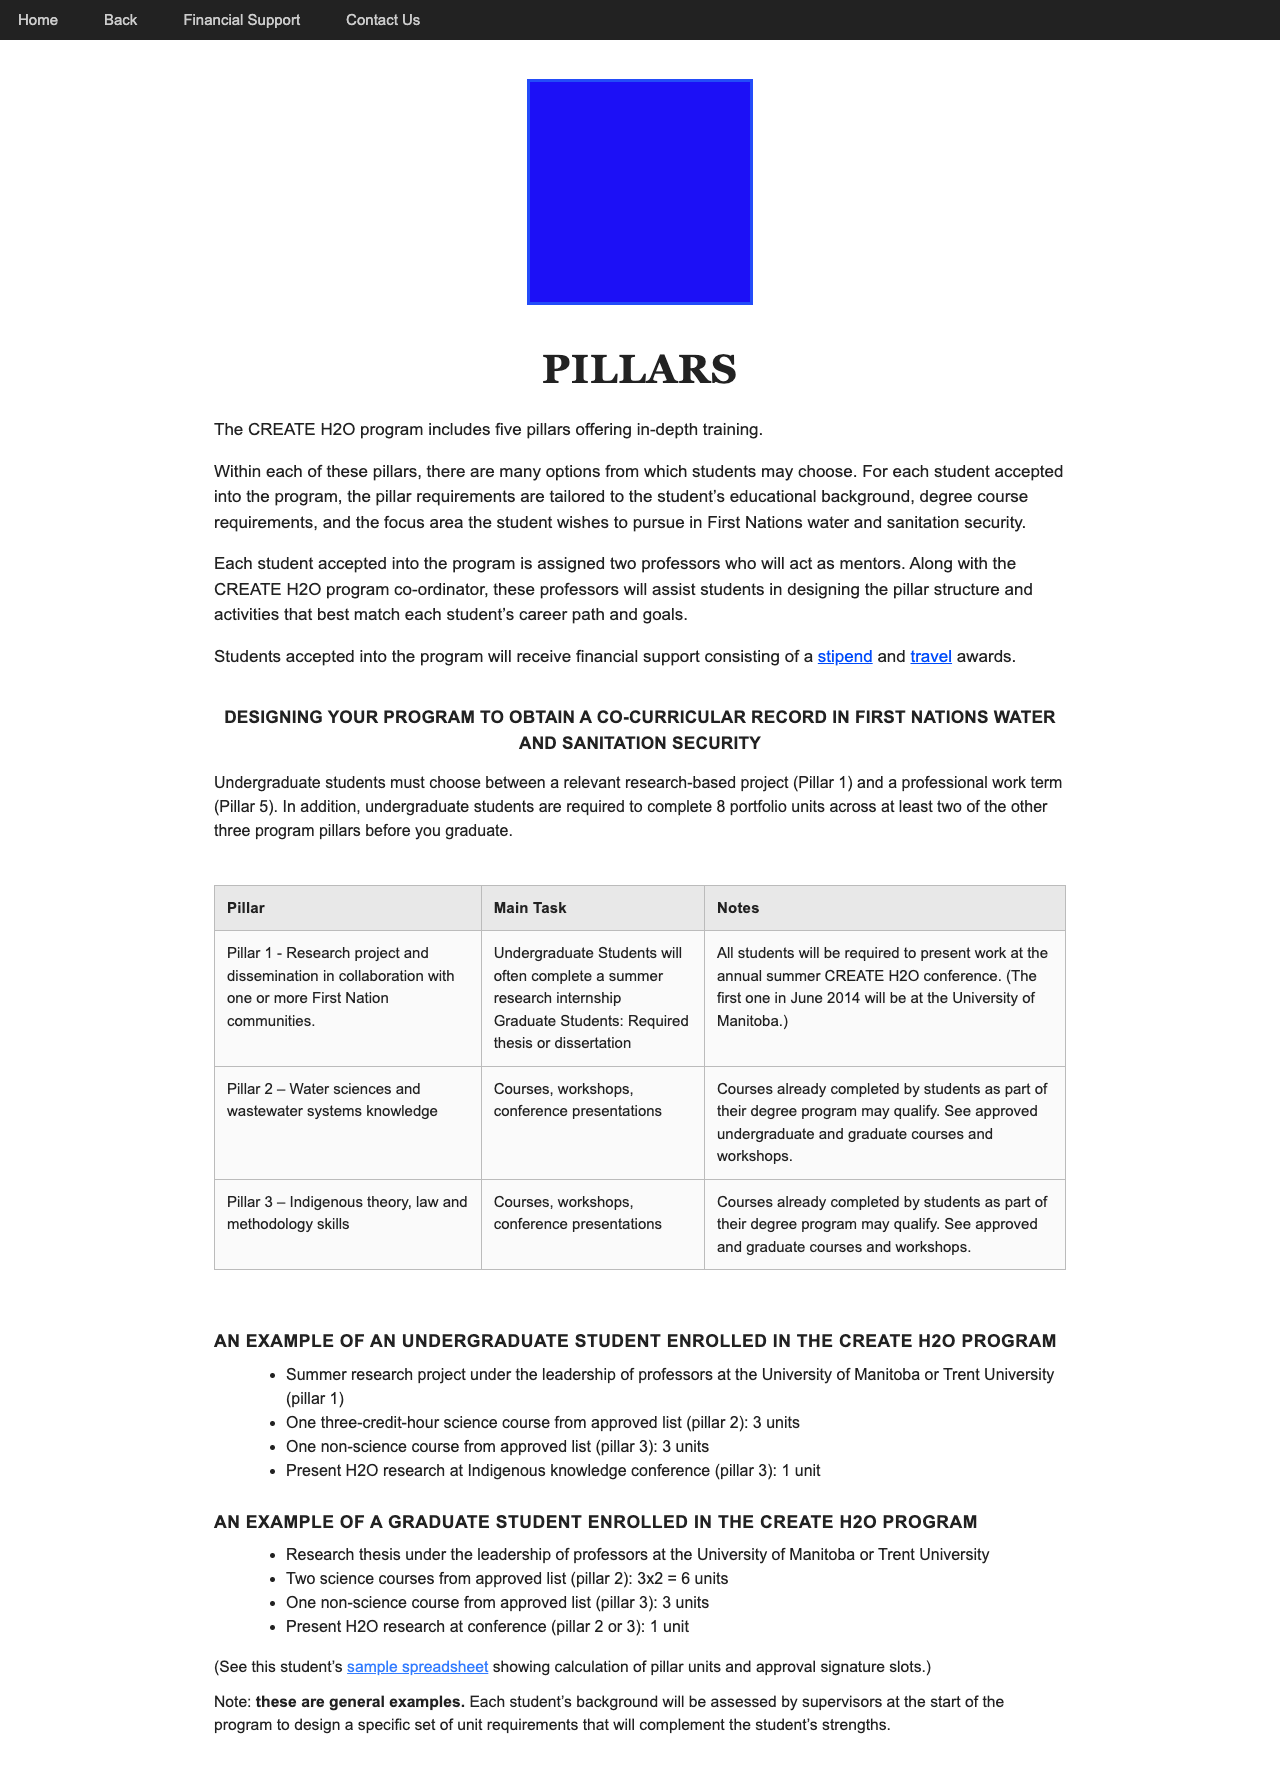 Home Back Financial Support Contact Us
PILLARS
The CREATE H2O program includes five pillars offering in-depth training.
Within each of these pillars, there are many options from which students may choose. For each student accepted
into the program, the pillar requirements are tailored to the student’s educational background, degree course
requirements, and the focus area the student wishes to pursue in First Nations water and sanitation security.
Each student accepted into the program is assigned two professors who will act as mentors. Along with the
CREATE H2O program co-ordinator, these professors will assist students in designing the pillar structure and
activities that best match each student’s career path and goals.
Students accepted into the program will receive financial support consisting of a stipend and travel awards.
DESIGNING YOUR PROGRAM TO OBTAIN A CO-CURRICULAR RECORD IN FIRST NATIONS WATER
AND SANITATION SECURITY
Undergraduate students must choose between a relevant research-based project (Pillar 1) and a professional work term
(Pillar 5). In addition, undergraduate students are required to complete 8 portfolio units across at least two of the other
three program pillars before you graduate.
Pillar
Main Task
Notes
Pillar 1 - Research project and
dissemination in collaboration with
one or more First Nation
communities.
Undergraduate Students will
often complete a summer
research internship
Graduate Students: Required
thesis or dissertation
All students will be required to present work at the
annual summer CREATE H2O conference. (The
first one in June 2014 will be at the University of
Manitoba.)
Pillar 2 – Water sciences and
wastewater systems knowledge
Courses, workshops,
conference presentations
Courses already completed by students as part of
their degree program may qualify. See approved
undergraduate and graduate courses and
workshops.
Pillar 3 – Indigenous theory, law and
methodology skills
Courses, workshops,
conference presentations
Courses already completed by students as part of
their degree program may qualify. See approved
and graduate courses and workshops.
AN EXAMPLE OF AN UNDERGRADUATE STUDENT ENROLLED IN THE CREATE H2O PROGRAM
• Summer research project under the leadership of professors at the University of Manitoba or Trent University
(pillar 1)
• One three-credit-hour science course from approved list (pillar 2): 3 units
• One non-science course from approved list (pillar 3): 3 units
• Present H2O research at Indigenous knowledge conference (pillar 3): 1 unit
AN EXAMPLE OF A GRADUATE STUDENT ENROLLED IN THE CREATE H2O PROGRAM
• Research thesis under the leadership of professors at the University of Manitoba or Trent University
• Two science courses from approved list (pillar 2): 3x2 = 6 units
• One non-science course from approved list (pillar 3): 3 units
• Present H2O research at conference (pillar 2 or 3): 1 unit
(See this student’s sample spreadsheet showing calculation of pillar units and approval signature slots.)
Note: these are general examples. Each student’s background will be assessed by supervisors at the start of the
program to design a specific set of unit requirements that will complement the student’s strengths.